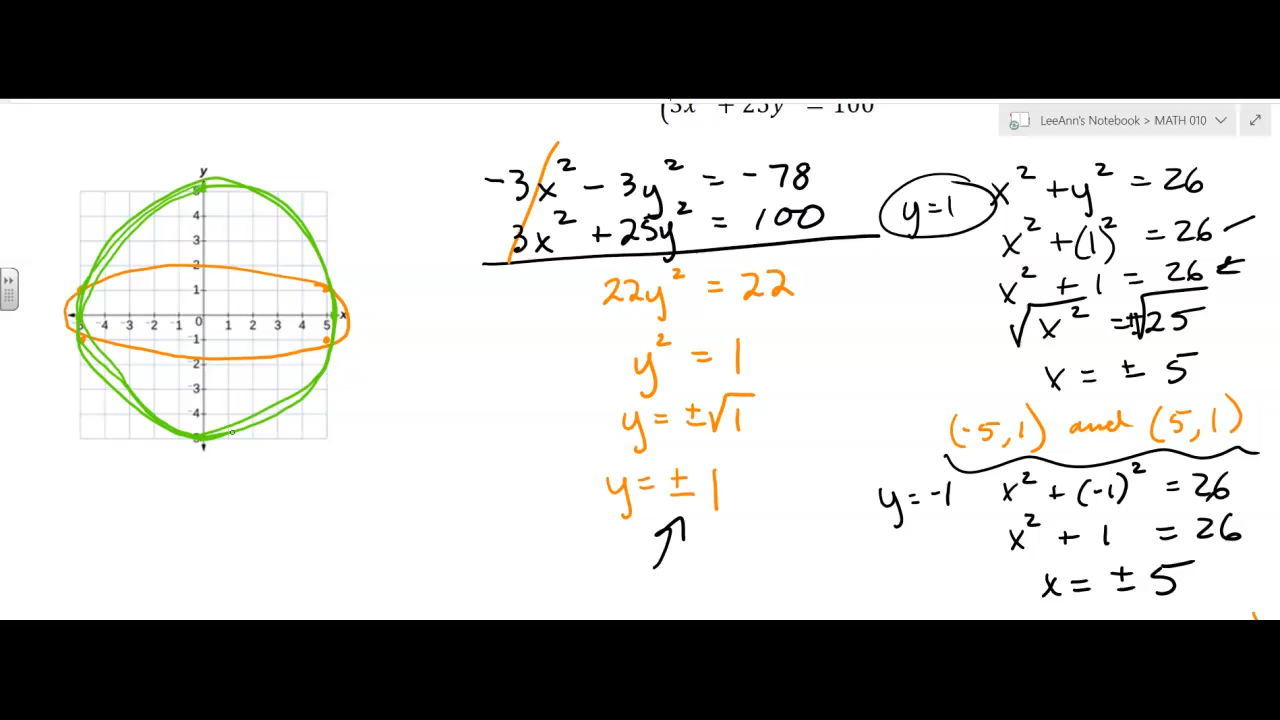 (3x + 25y = 100
LeeAnn's Notebook > MATH 010
y
5
4
3
2
1
-4 -3 -2 -1 0 1 2 3 4 5 x
-1
-2
-3
-4
-3x² - 3y² = -78
3x² + 25y² = 100
22y² = 22
y² = 1
y = ±√1
y = ± 1
y=1
x² + y² = 26
x² + (1)² = 26
x² + 1 = 26
√x² = ±√25
x = ± 5
(-5,1) and (5,1)
y = -1 x² + (-1)² = 26
x² + 1 = 26
x = ± 5